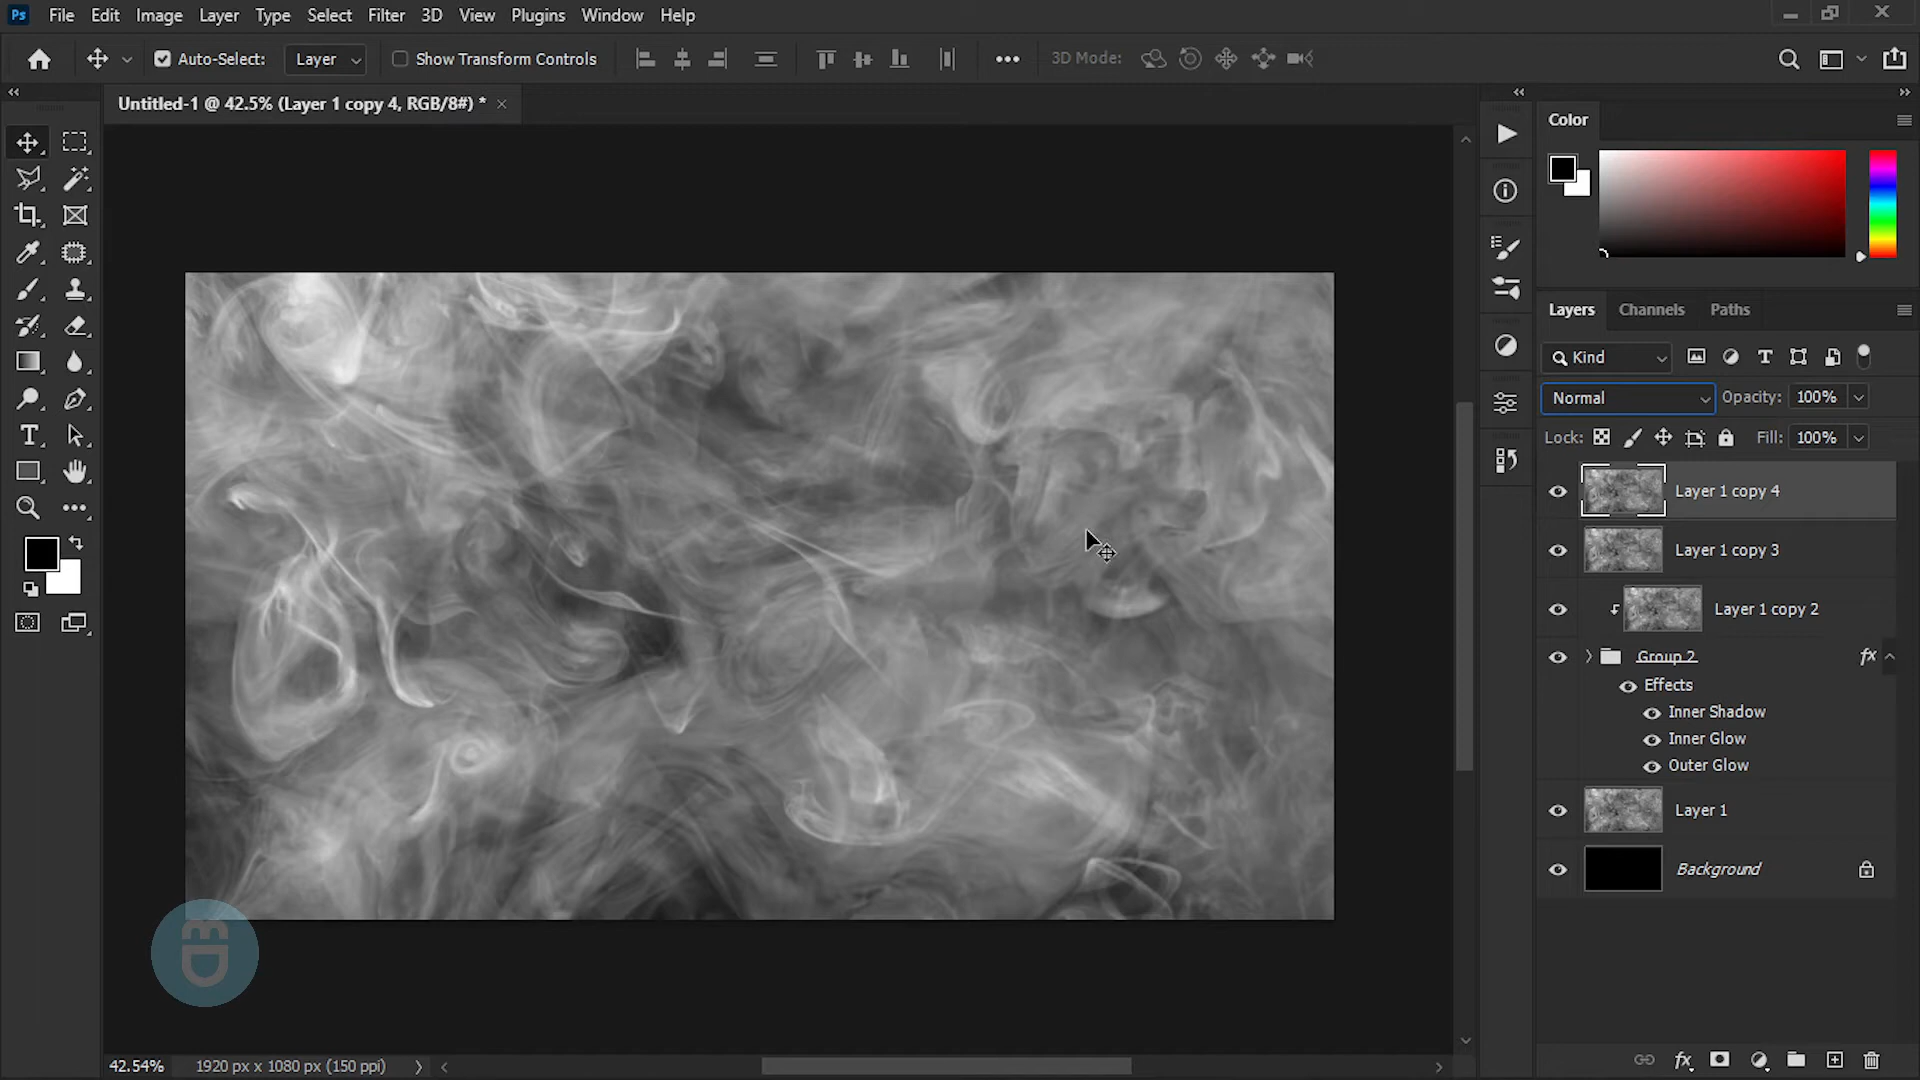 Ps File Edit Image Layer Type Select Filter 3D View Plugins Window Help
Auto-Select: Layer Show Transform Controls 3D Mode:
Untitled-1 @ 42.5% (Layer 1 copy 4, RGB/8#) *
Color
Layers Channels Paths
Kind
Normal Opacity: 100%
Lock: Fill: 100%
Layer 1 copy 4
Layer 1 copy 3
Layer 1 copy 2
Group 2 fx
Effects
Inner Shadow
Inner Glow
Outer Glow
Layer 1
Background
42.54% 1920 px x 1080 px (150 ppi)
fx